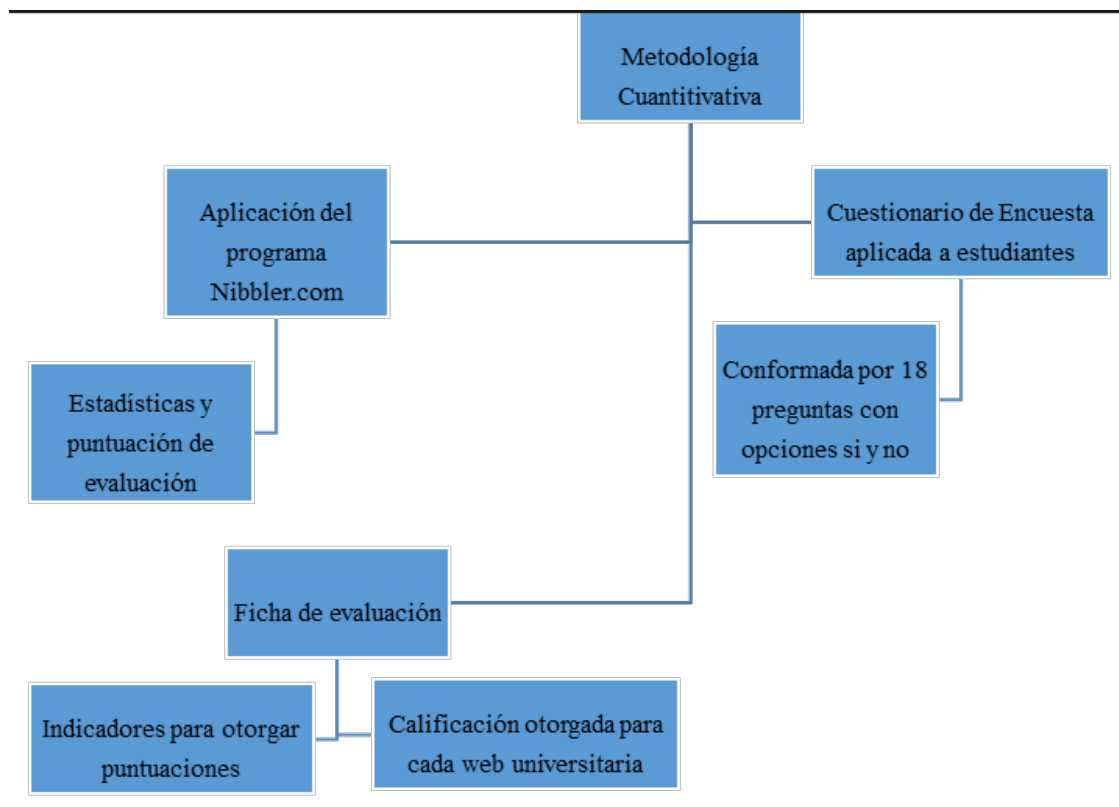 Metodología
Cuantitivativa
Aplicación del
programa
Nibbler.com
Cuestionario de Encuesta
aplicada a estudiantes
Estadísticas y
puntuación de
evaluación
Conformada por 18
preguntas con
opciones si y no
Ficha de evaluación
Indicadores para otorgar
puntuaciones
Calificación otorgada para
cada web universitaria